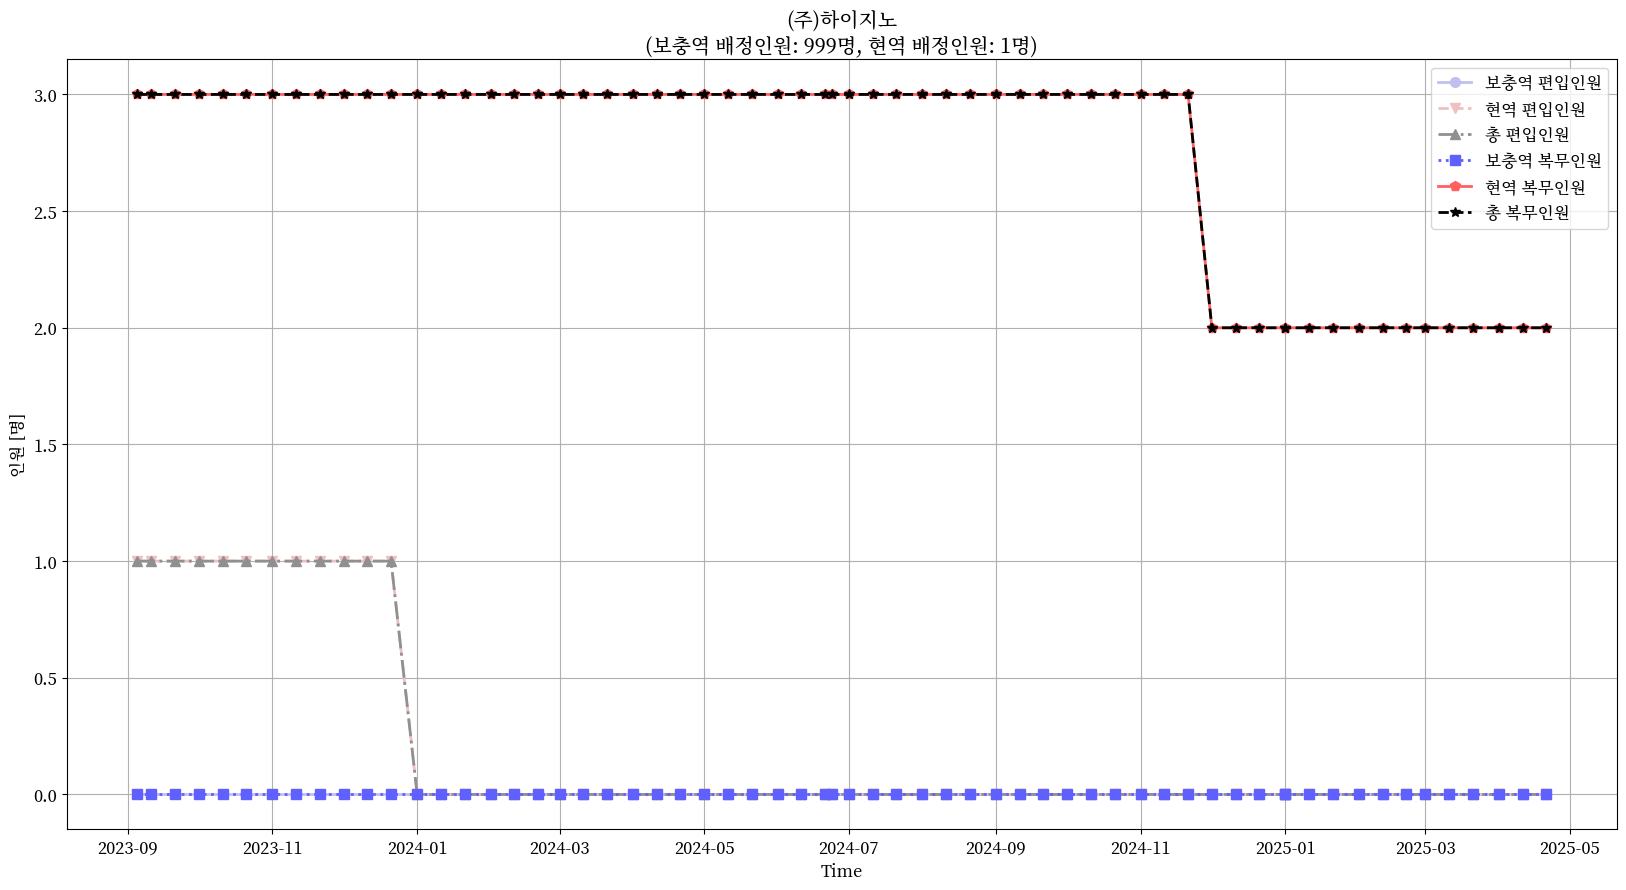 (주)하이지노
(보충역 배정인원: 999명, 현역 배정인원: 1명)
보충역 편입인원
현역 편입인원
총 편입인원
보충역 복무인원
현역 복무인원
총 복무인원
인원 [명]
3.0
2.5
2.0
1.5
1.0
0.5
0.0
2023-09
2023-11
2024-01
2024-03
2024-05
2024-07
2024-09
2024-11
2025-01
2025-03
2025-05
Time